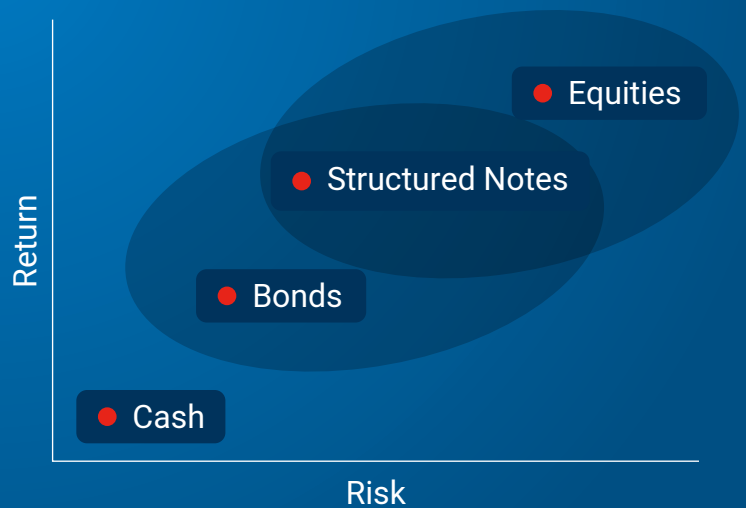 Equities
Structured Notes
Return
Bonds
Cash
Risk